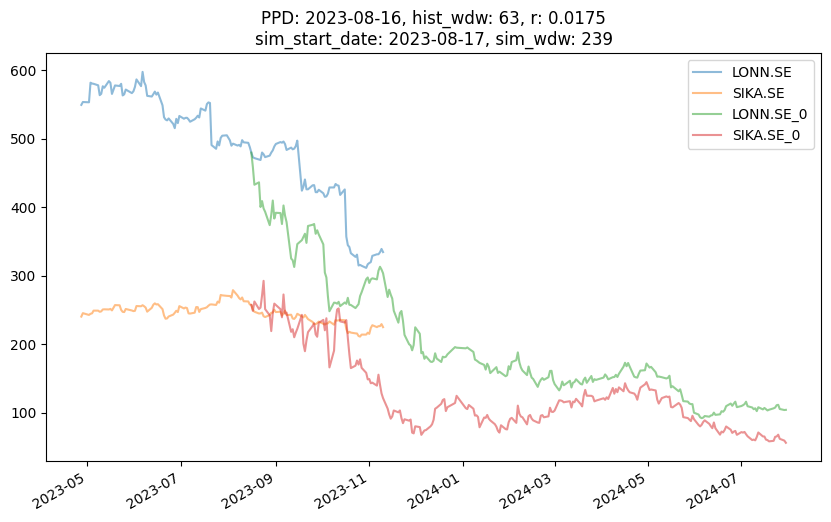 PPD: 2023-08-16, hist_wdw: 63, r: 0.0175
sim_start_date: 2023-08-17, sim_wdw: 239
LONN.SE
SIKA.SE
LONN.SE_0
SIKA.SE_0
600
500
400
300
200
100
2023-05
2023-07
2023-09
2023-11
2024-01
2024-03
2024-05
2024-07